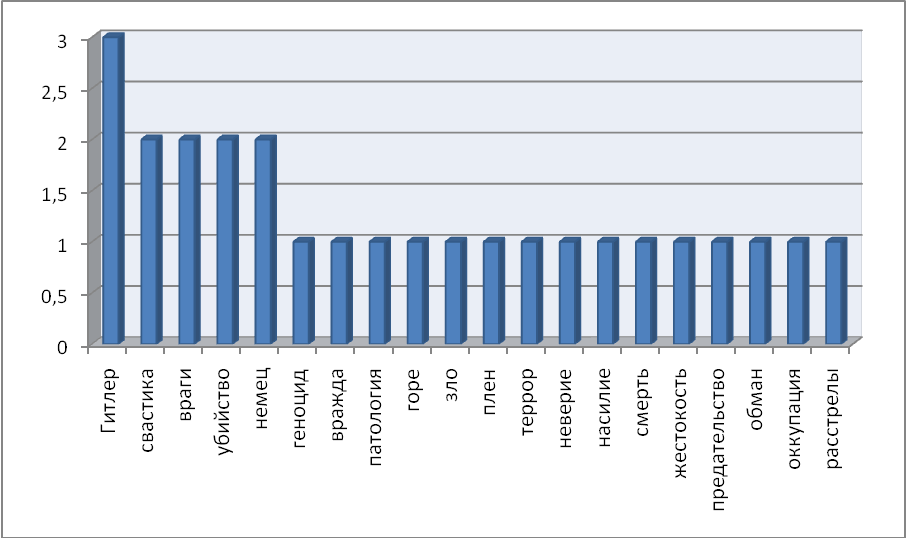 3
2,5
2
1,5
1
0,5
0
Гитлер
свастика
враги
убийство
немец
геноцид
вражда
патология
горе
зло
плен
террор
неверие
насилие
смерть
жестокость
предательство
обман
оккупация
расстрелы